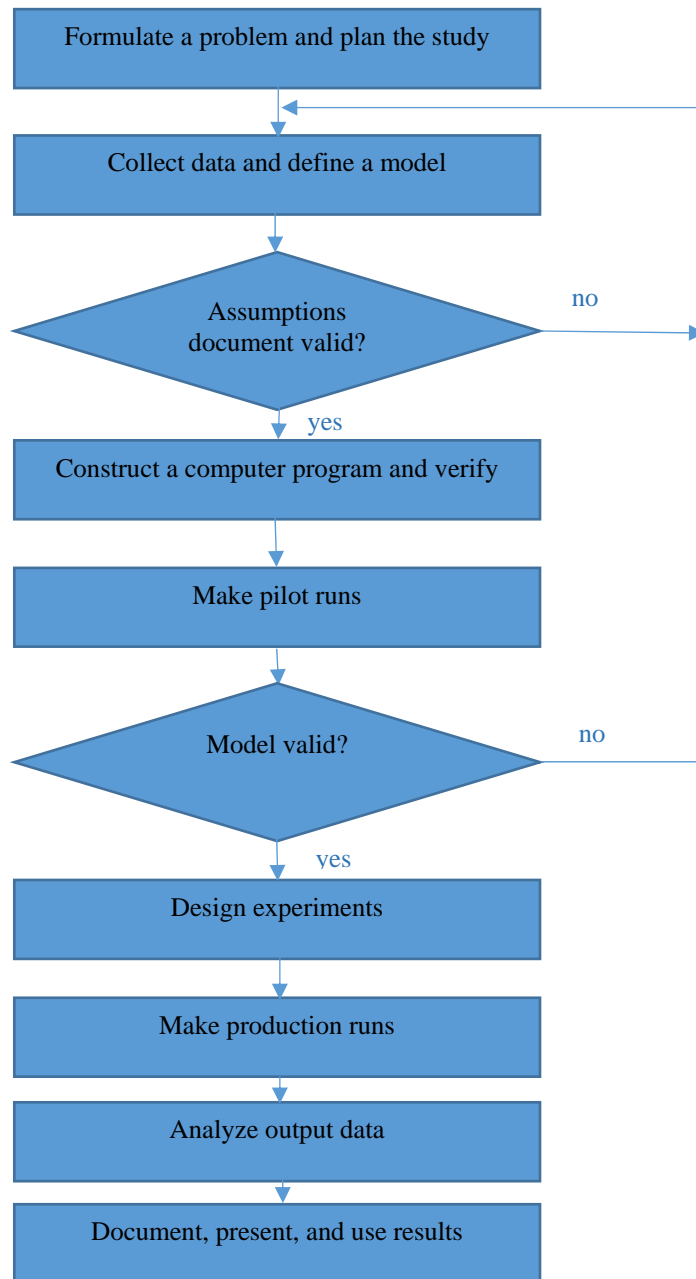 Formulate a problem and plan the study
Collect data and define a model
Assumptions
document valid?
no
yes
Construct a computer program and verify
Make pilot runs
Model valid?
no
yes
Design experiments
Make production runs
Analyze output data
Document, present, and use results